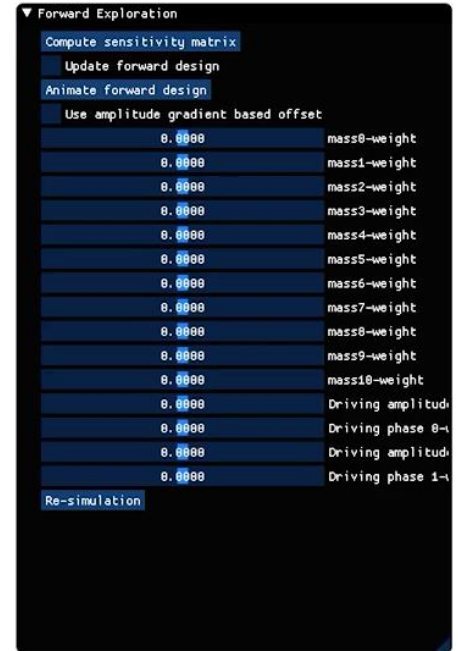 ▼ Forward Exploration
Compute sensitivity matrix
Update forward design
Animate forward design
Use amplitude gradient based offset
0.0000 mass0-weight
0.0000 mass1-weight
0.0000 mass2-weight
0.0000 mass3-weight
0.0000 mass4-weight
0.0000 mass5-weight
0.0000 mass6-weight
0.0000 mass7-weight
0.0000 mass8-weight
0.0000 mass9-weight
0.0000 mass10-weight
0.0000 Driving amplitud
0.0000 Driving phase 0-
0.0000 Driving amplitud
0.0000 Driving phase 1-
Re-simulation